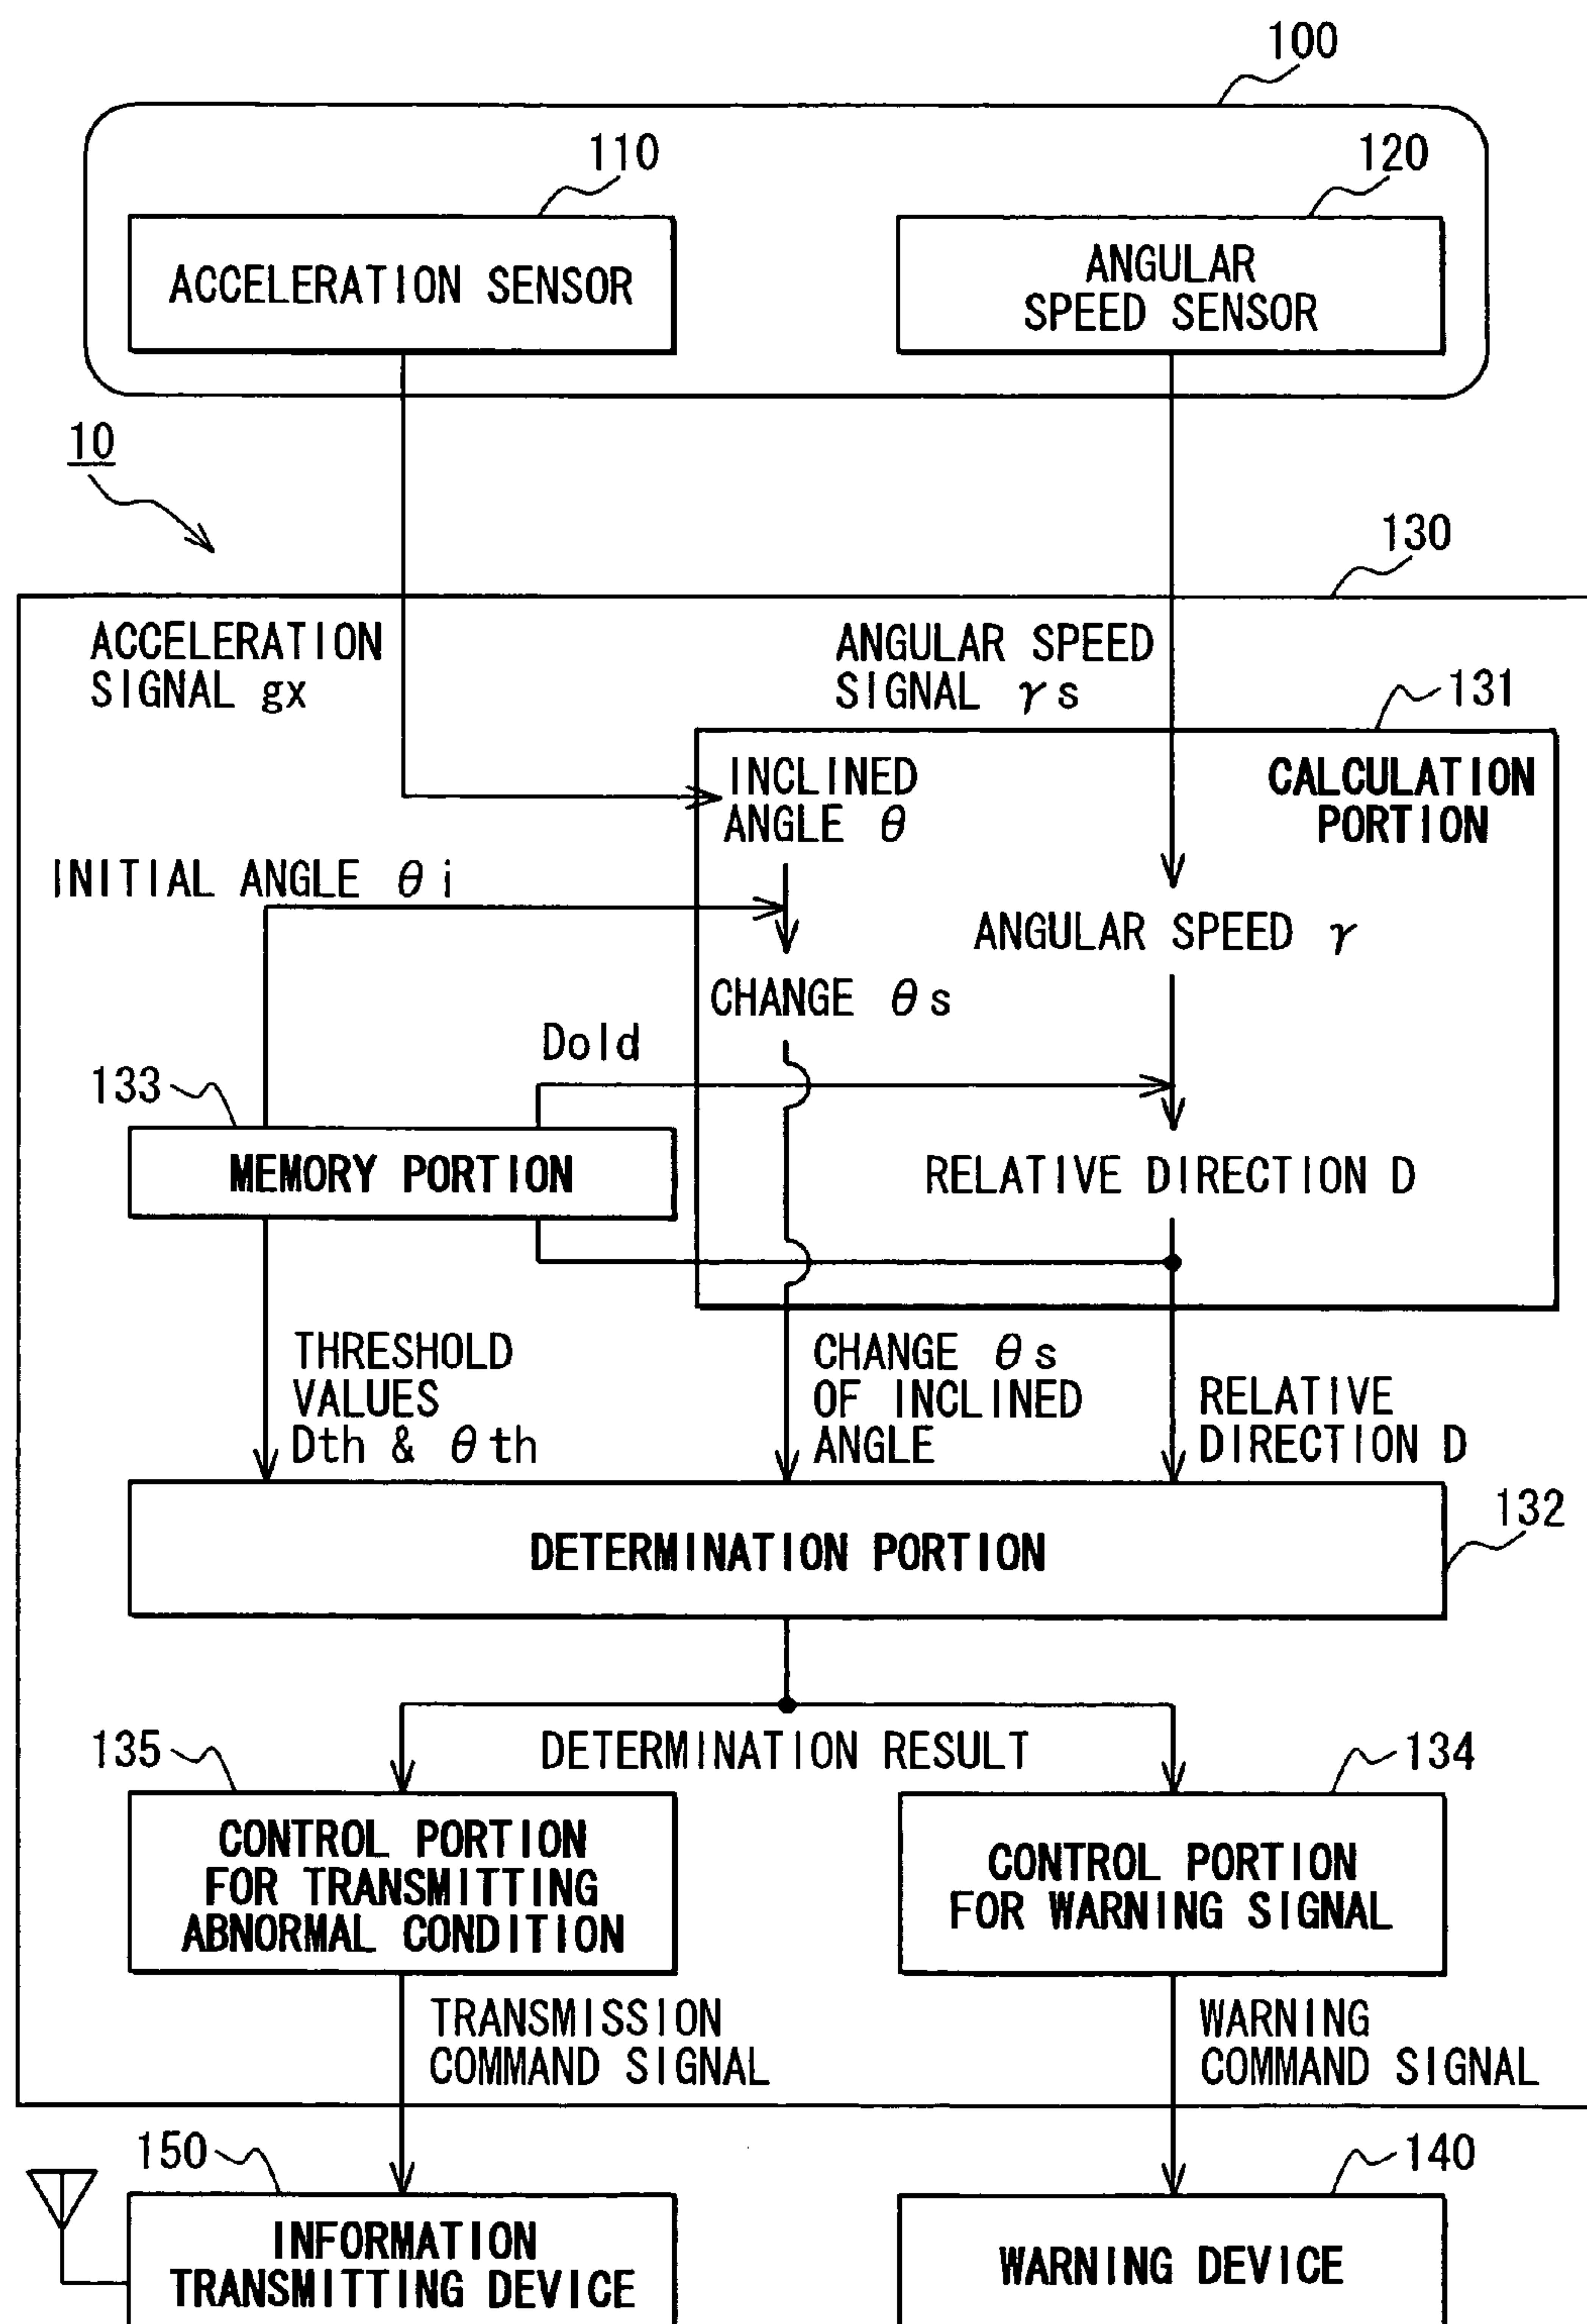 100
110
120
ACCELERATION SENSOR
ANGULAR
SPEED SENSOR
10
130
ACCELERATION
SIGNAL gx
ANGULAR SPEED
SIGNAL γs
131
INCLINED
ANGLE θ
CALCULATION
PORTION
INITIAL ANGLE θi
ANGULAR SPEED γ
CHANGE θs
Dold
133
MEMORY PORTION
RELATIVE DIRECTION D
THRESHOLD
VALUES
Dth & θth
CHANGE θs
OF INCLINED
ANGLE
RELATIVE
DIRECTION D
132
DETERMINATION PORTION
135
DETERMINATION RESULT
134
CONTROL PORTION
FOR TRANSMITTING
ABNORMAL CONDITION
CONTROL PORTION
FOR WARNING SIGNAL
TRANSMISSION
COMMAND SIGNAL
WARNING
COMMAND SIGNAL
150
140
INFORMATION
TRANSMITTING DEVICE
WARNING DEVICE